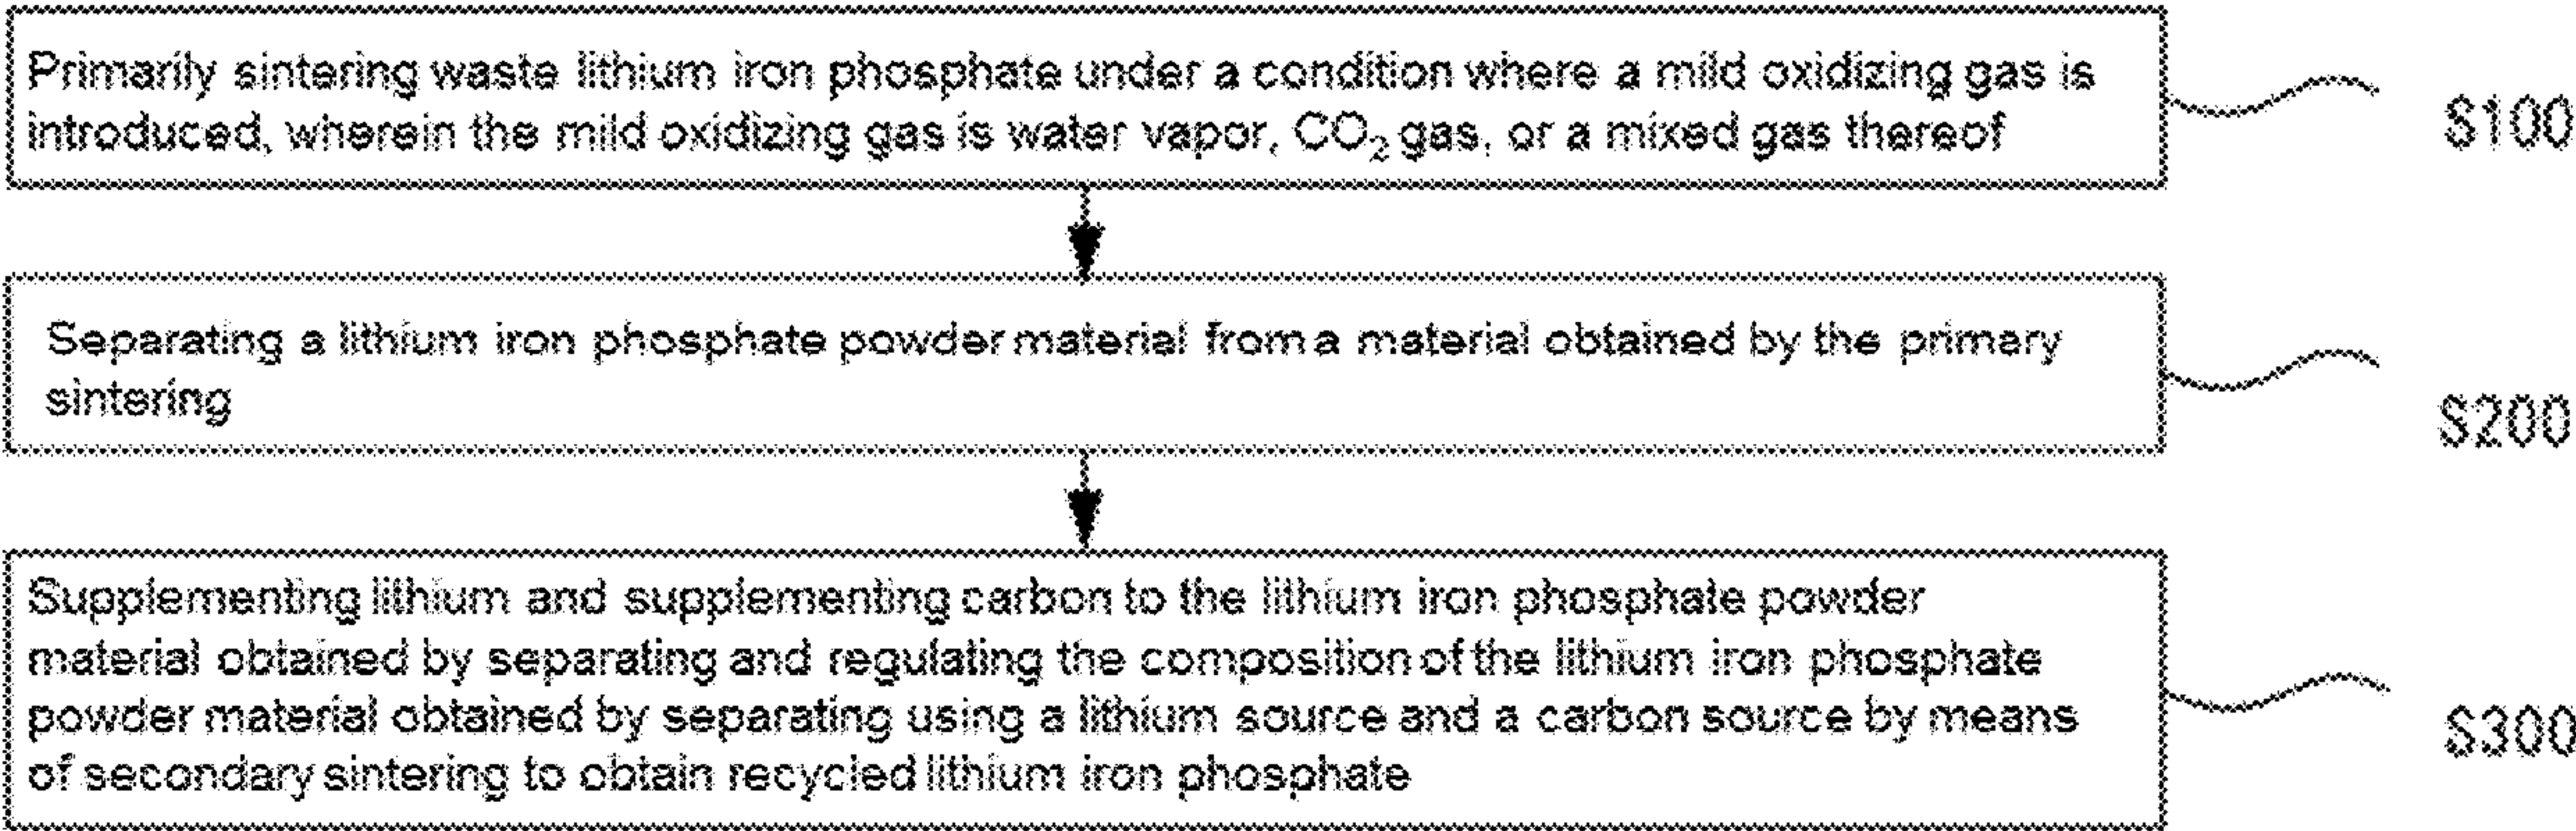 Primarily sintering waste lithium iron phosphate under a condition where a mild oxidizing gas is
introduced, wherein the mild oxidizing gas is water vapor, CO₂ gas, or a mixed gas thereof
S100
Separating a lithium iron phosphate powder material from a material obtained by the primary
sintering
S200
Supplementing lithium and supplementing carbon to the lithium iron phosphate powder
material obtained by separating and regulating the composition of the lithium iron phosphate
powder material obtained by separating using a lithium source and a carbon source by means
of secondary sintering to obtain recycled lithium iron phosphate
S300